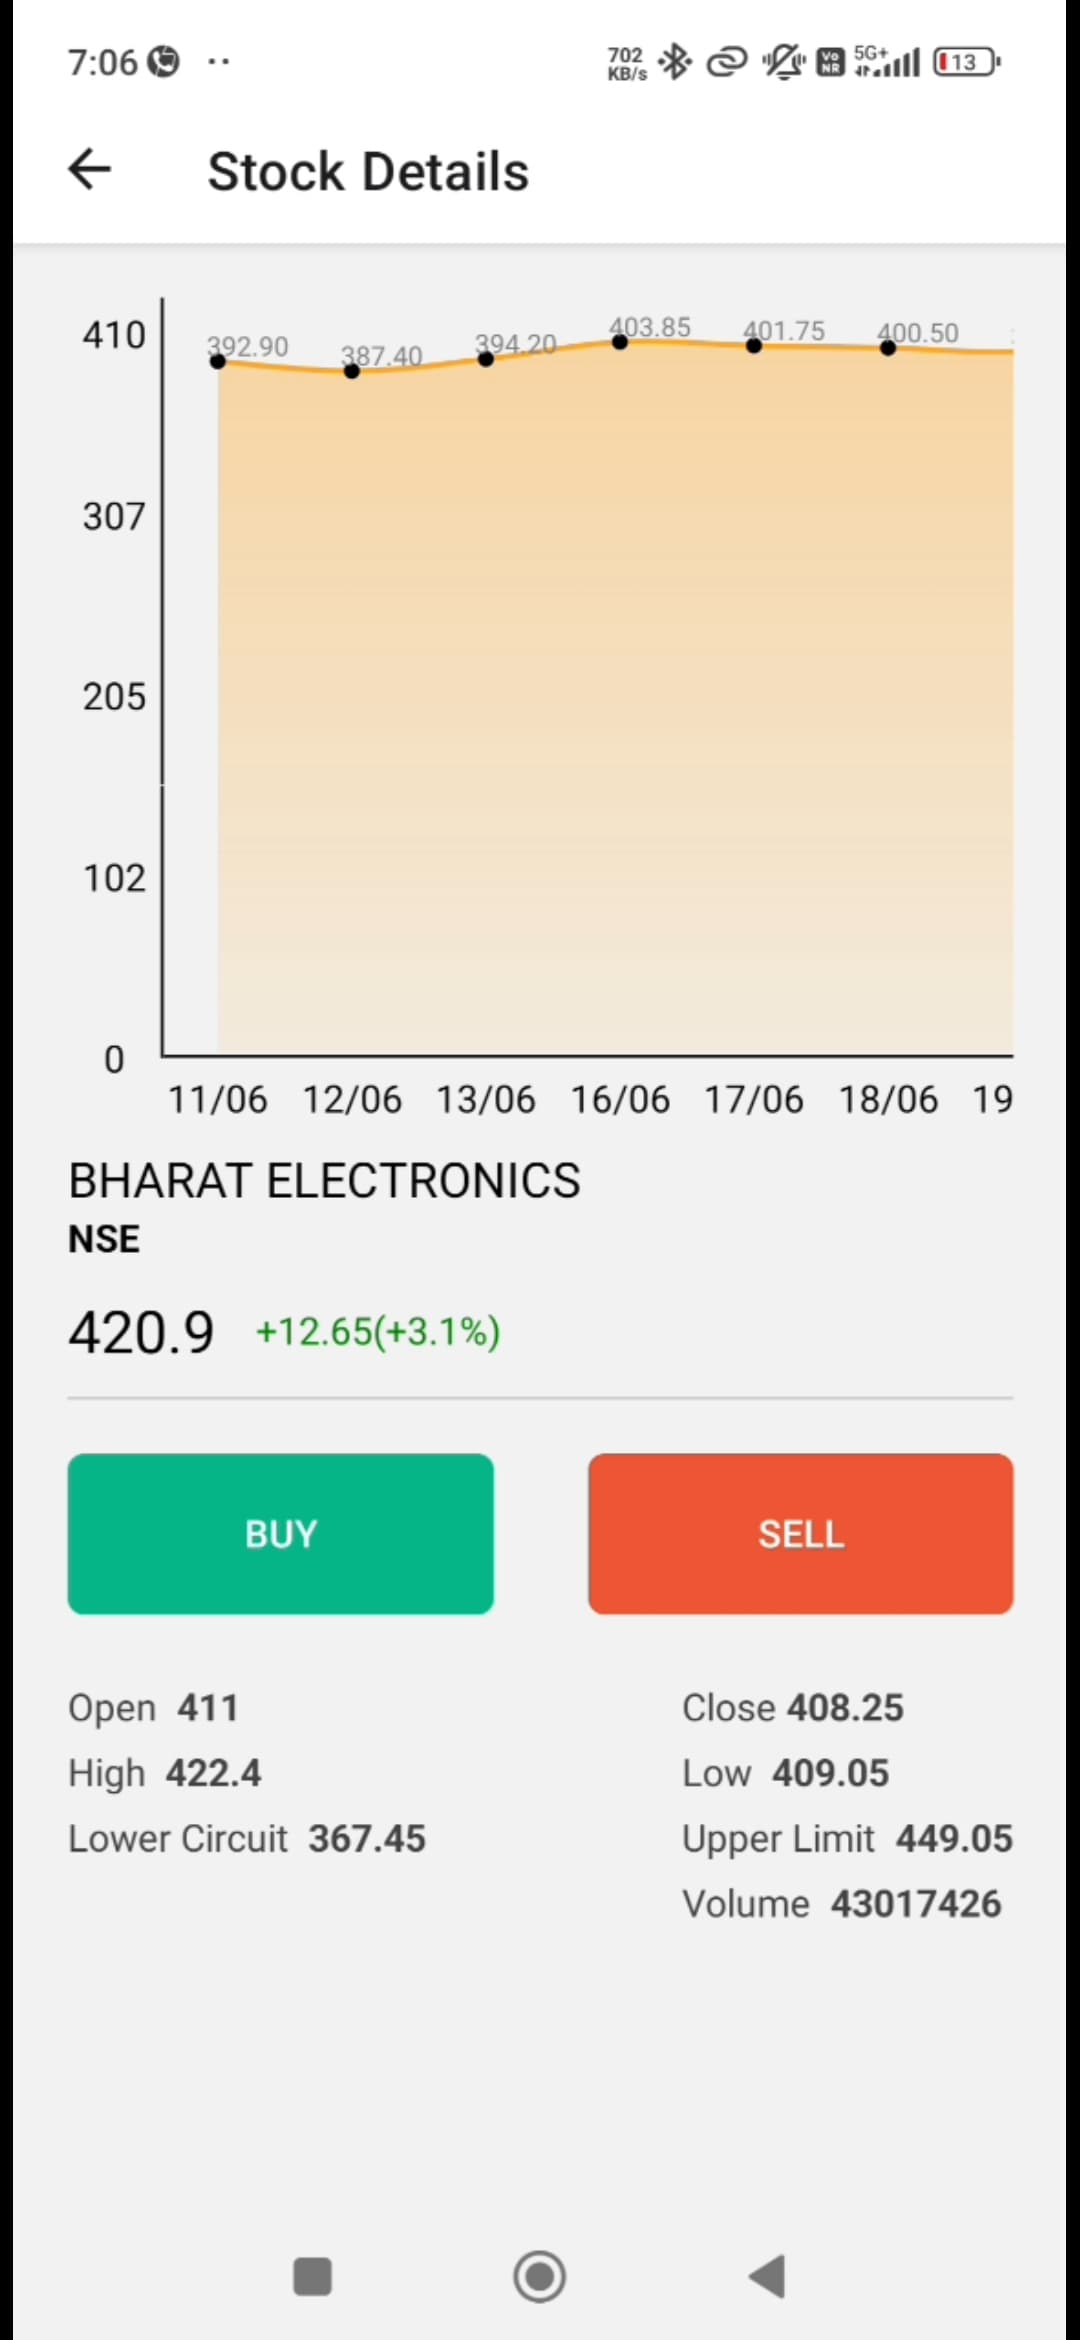 7:06
702 KB/s
Vo NR
5G+
13
Stock Details
410
392.90 387.40 394.20 403.85 401.75 400.50
307
205
102
0
11/06 12/06 13/06 16/06 17/06 18/06 19
BHARAT ELECTRONICS
NSE
420.9 +12.65(+3.1%)
BUY SELL
Open 411 Close 408.25
High 422.4 Low 409.05
Lower Circuit 367.45 Upper Limit 449.05
Volume 43017426